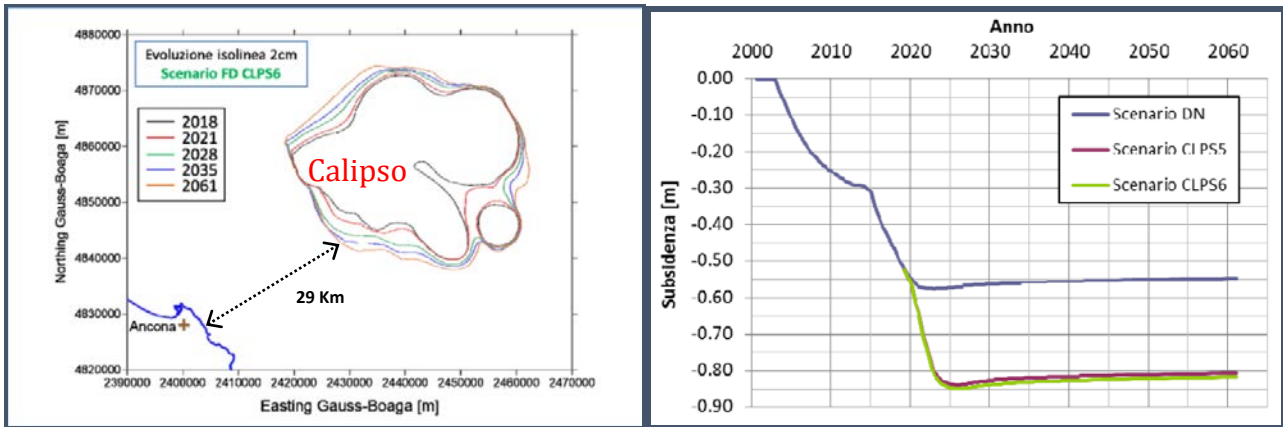 Evoluzione isolinea 2cm
Scenario FD CLPS6
2018
2021
2028
2035
2061
Calipso
29 Km
Ancona
4880000
4870000
4860000
4850000
4840000
4830000
4820000
Northing Gauss-Boaga [m]
2390000 2400000 2410000 2420000 2430000 2440000 2450000 2460000 2470000
Easting Gauss-Boaga [m]
Anno
2000 2010 2020 2030 2040 2050 2060
0.00
-0.10
-0.20
-0.30
-0.40
-0.50
-0.60
-0.70
-0.80
-0.90
Subsidenza [m]
Scenario DN
Scenario CLPS5
Scenario CLPS6